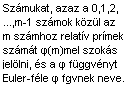 Számukat, azaz a 0,1,2,
...,m-1 számok közül az
m számhoz relatív prímek
számát φ(m)mel szokás
jelölni, és a φ függvényt
Euler-féle φ fgvnek neve.